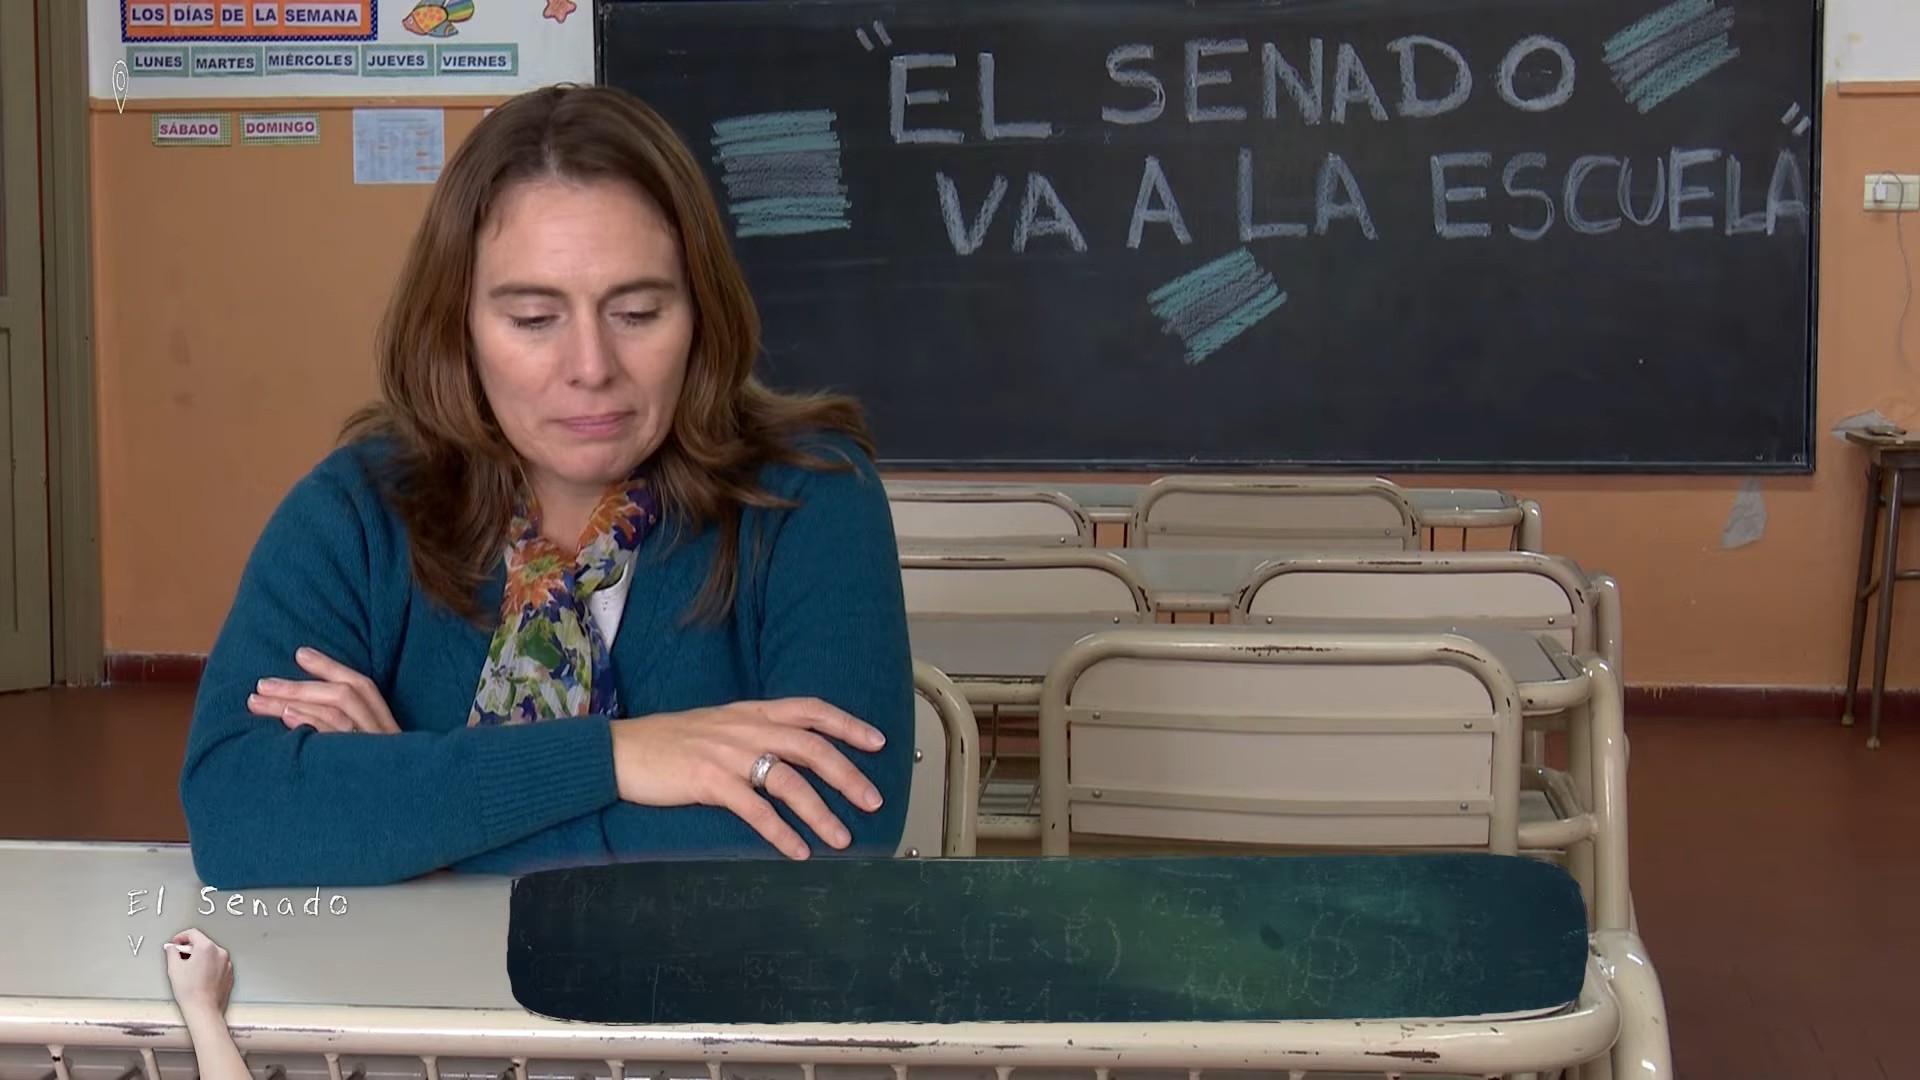 LOS DÍAS DE LA SEMANA
LUNES MARTES MIÉRCOLES JUEVES VIERNES
SÁBADO DOMINGO
"EL SENADO
VA A LA ESCUELA"
El Senado
V
(E x B)